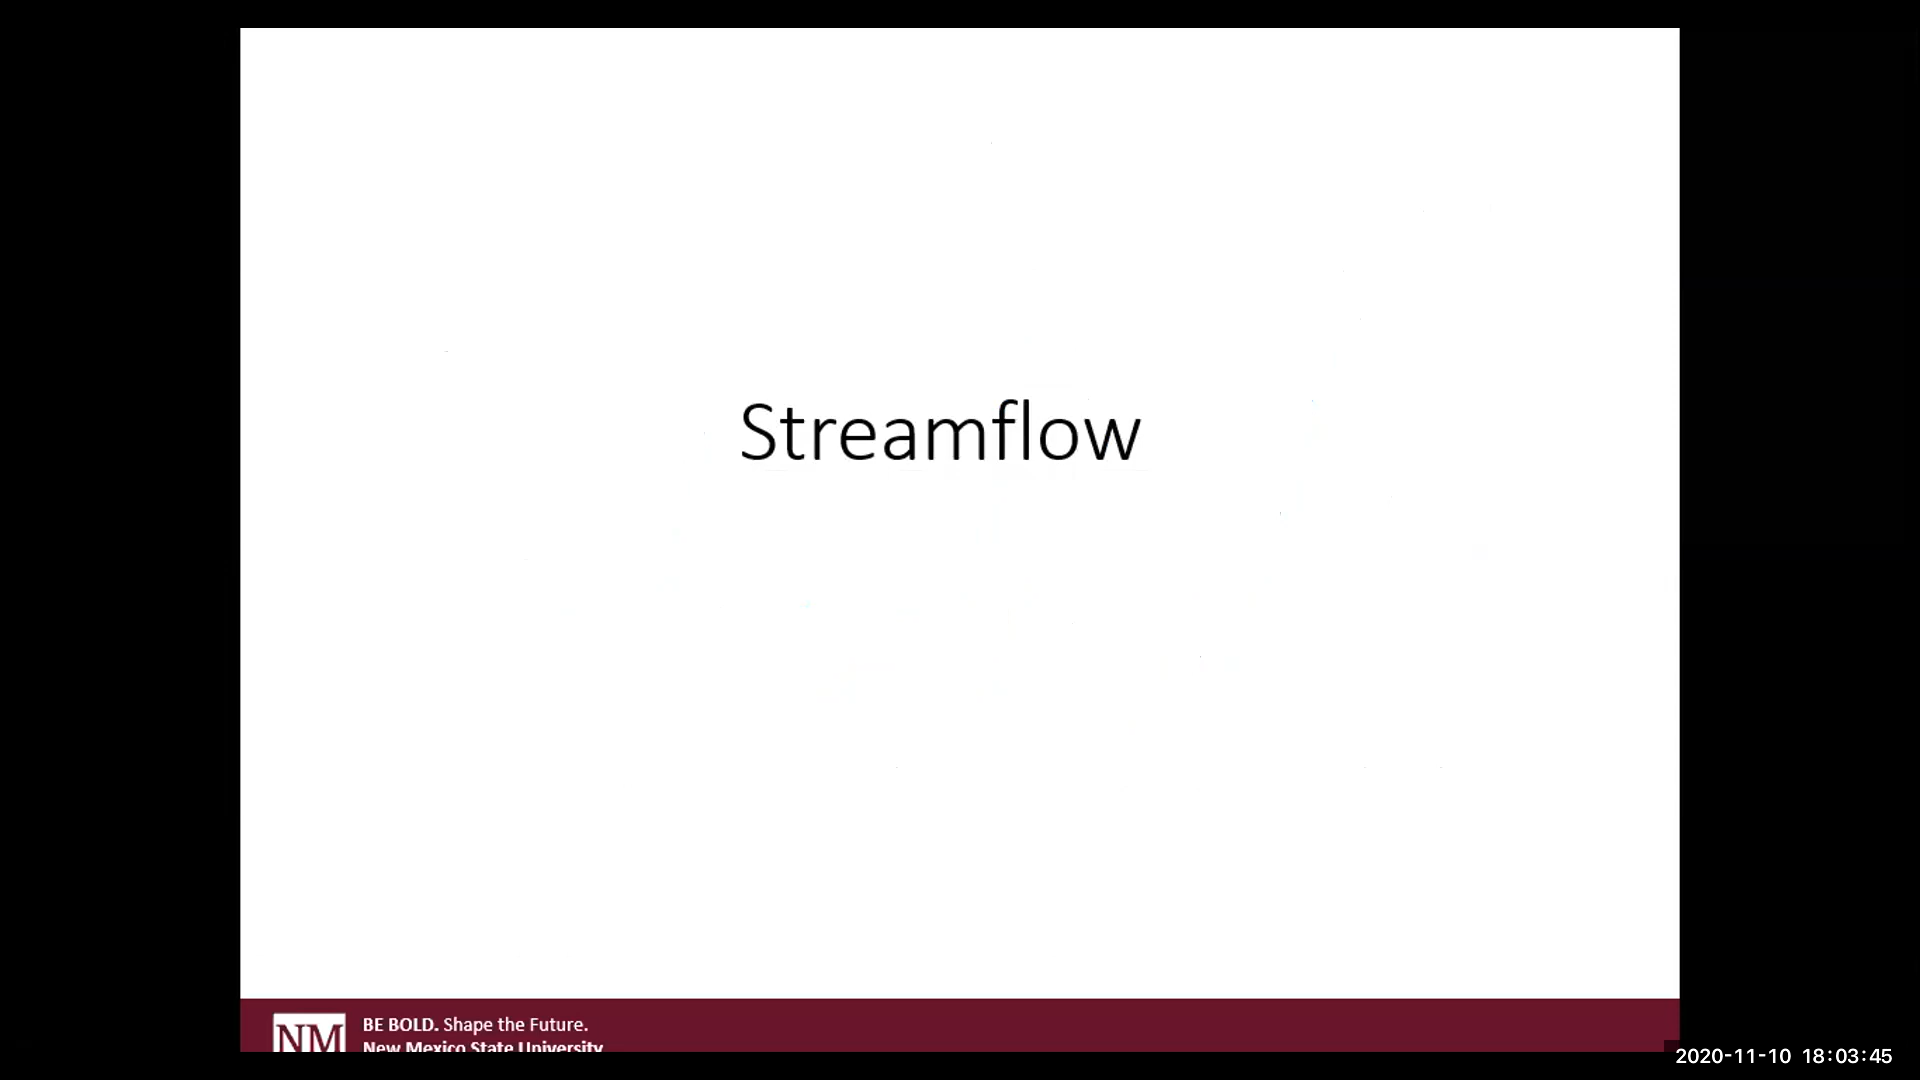 Streamflow
NM
BE BOLD. Shape the Future.
New Mexico State University
2020-11-10 18:03:45